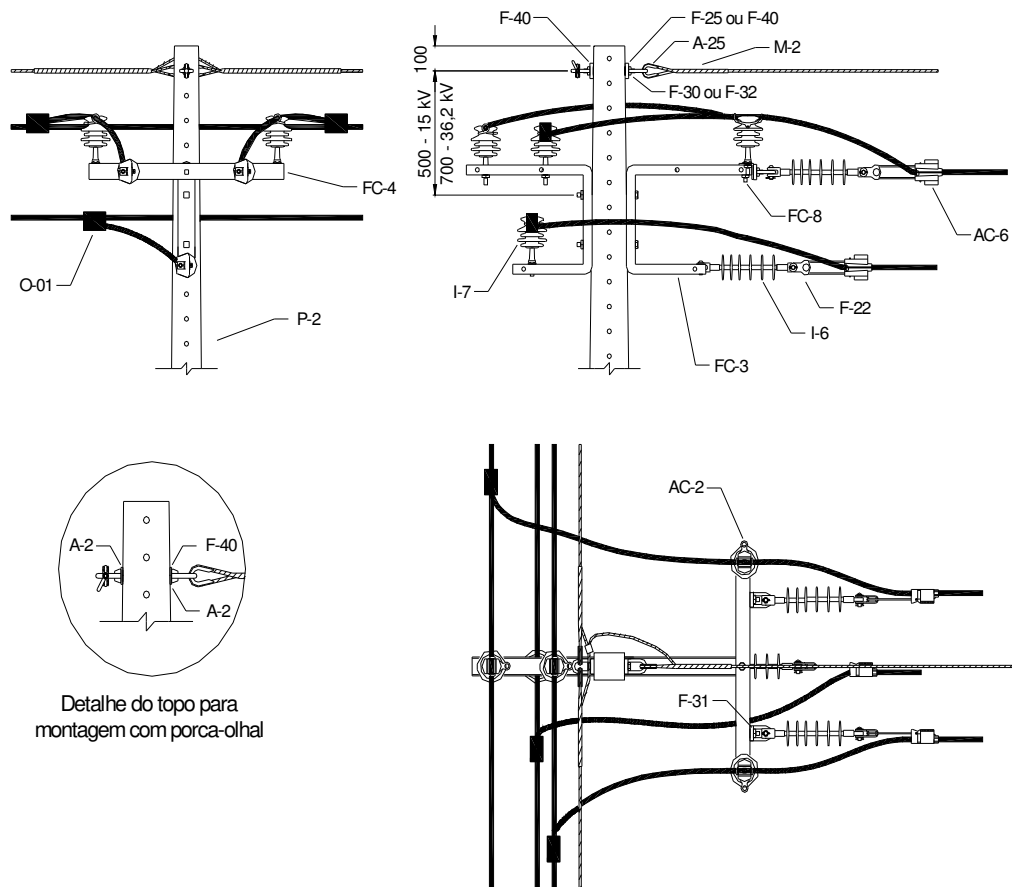 F-40
F-25 ou F-40
A-25
M-2
100
F-30 ou F-32
500 - 15 kV
700 - 36,2 kV
FC-4
FC-8
AC-6
O-01
I-7
F-22
I-6
P-2
FC-3
AC-2
A-2
F-40
A-2
F-31
Detalhe do topo para
montagem com porca-olhal